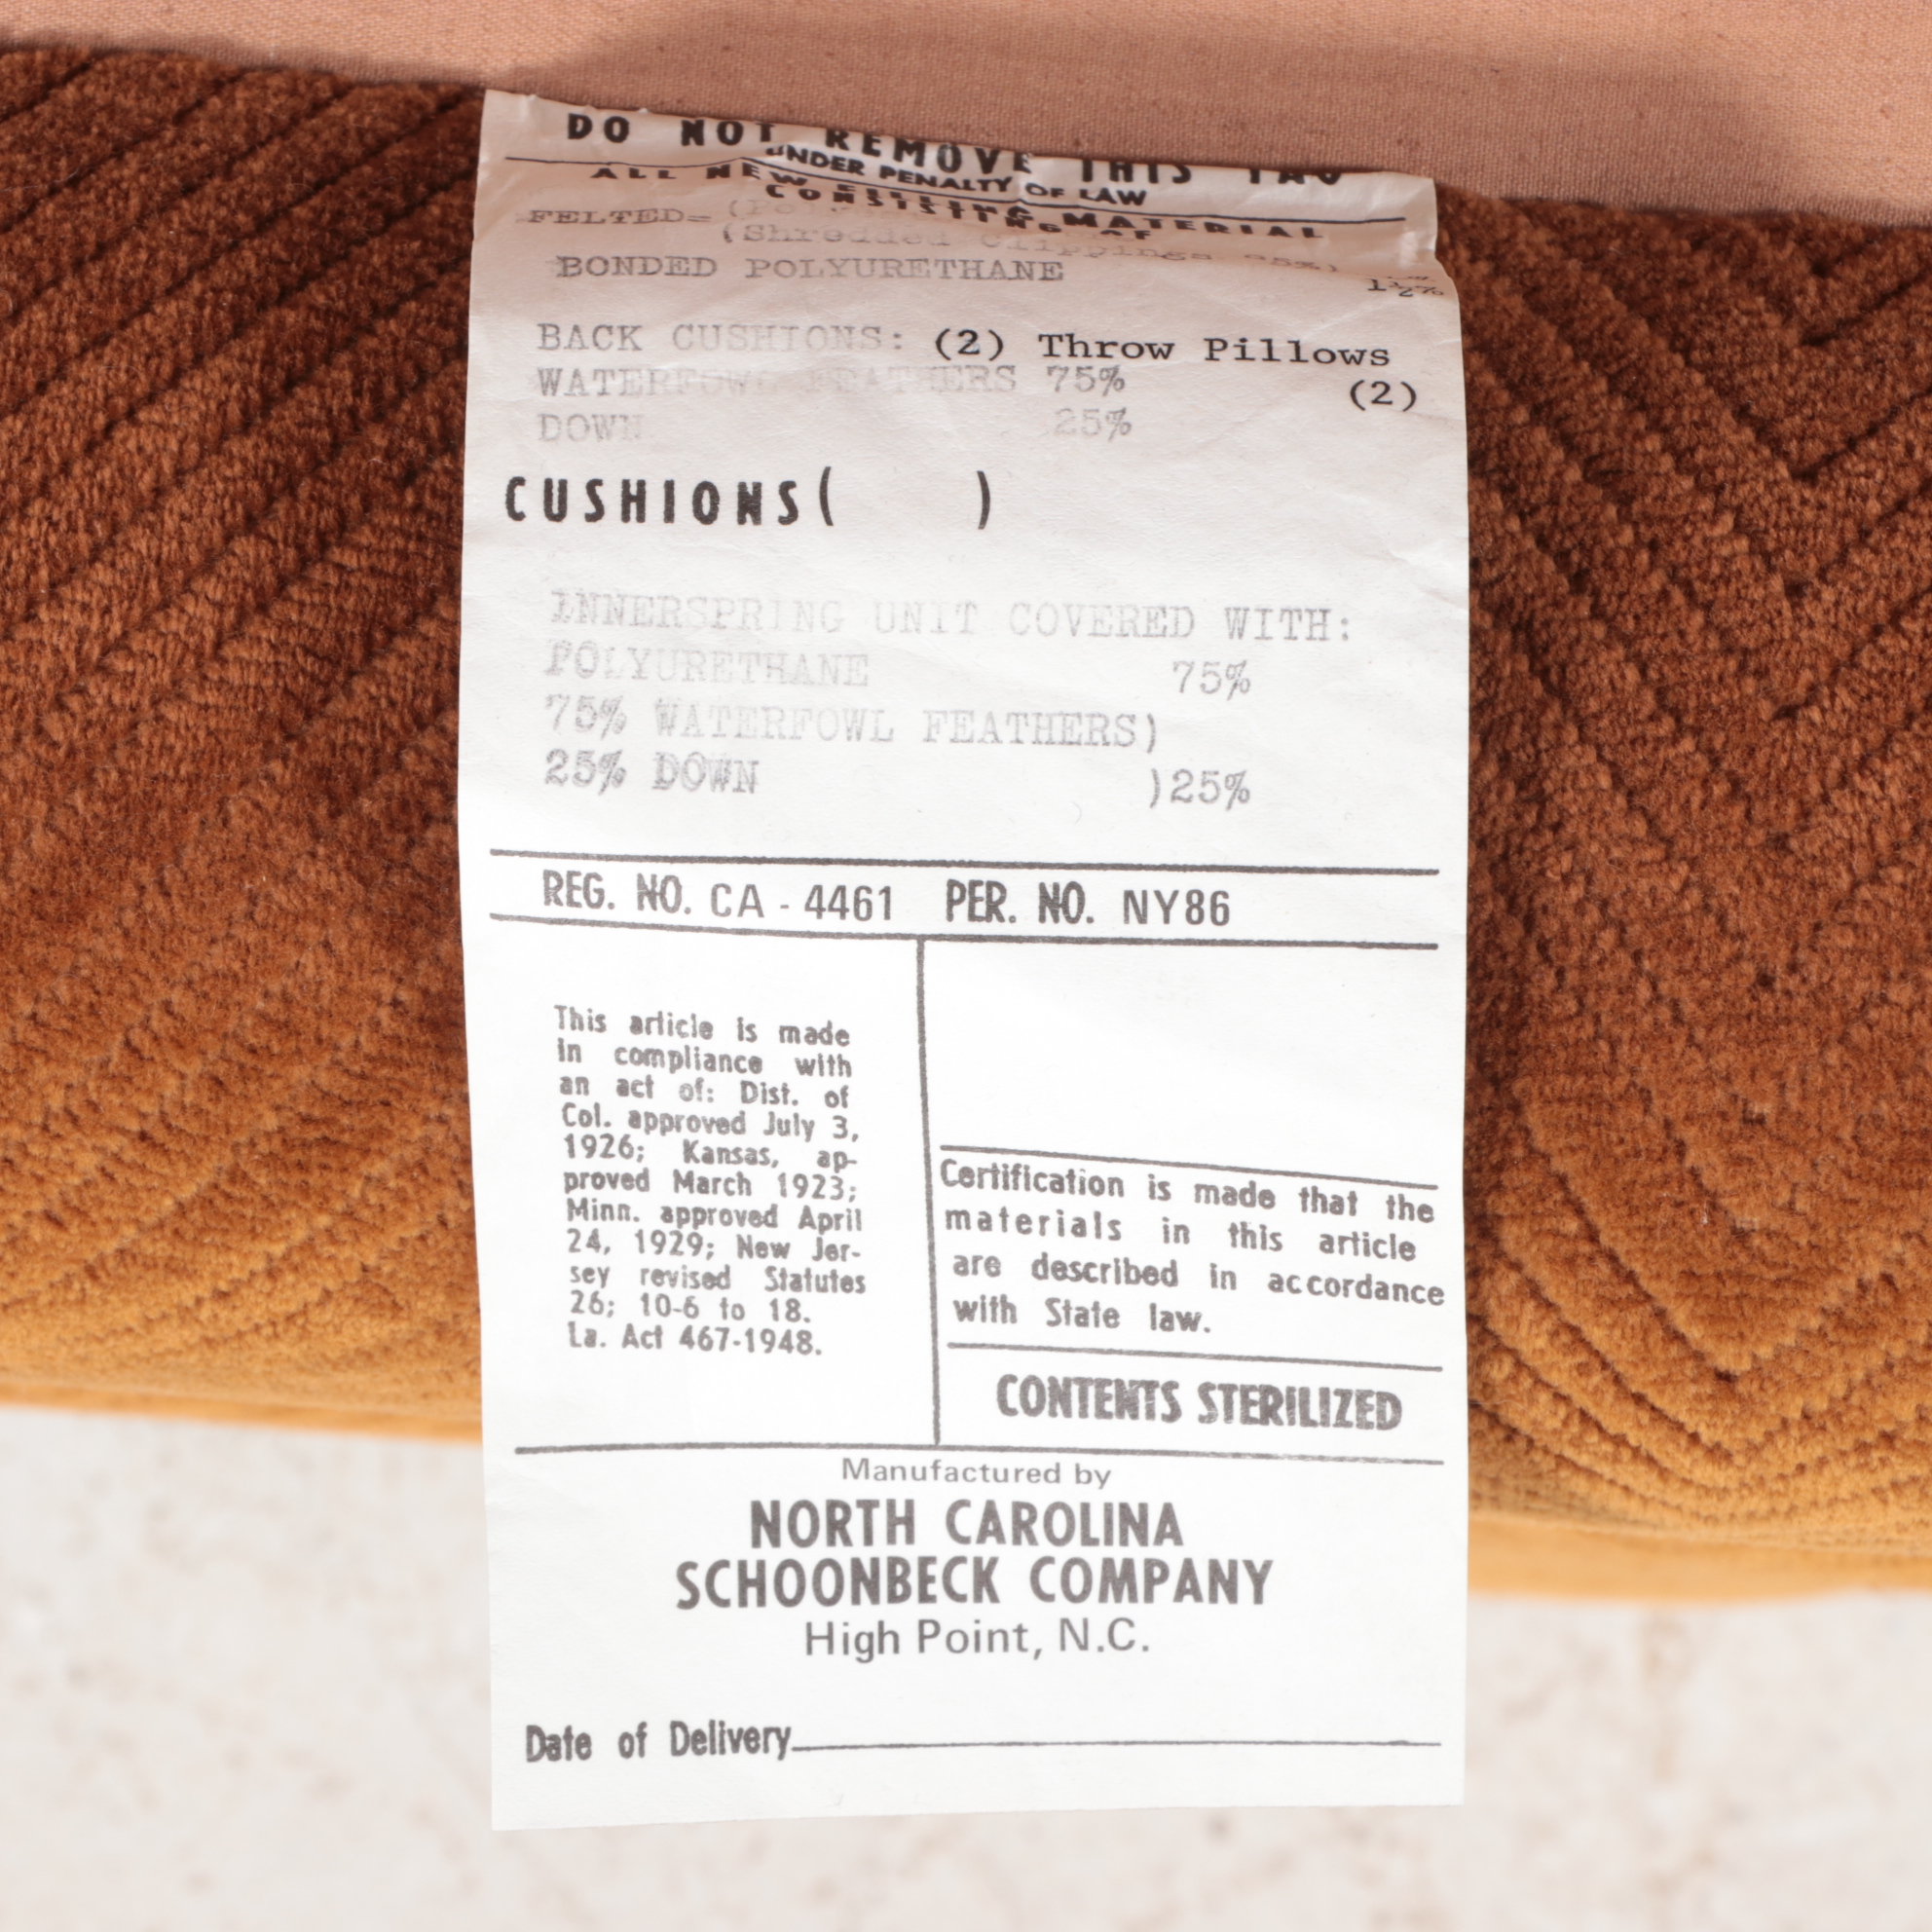 DO NOT REMOVE THIS TAG
UNDER PENALTY OF LAW
ALL NEW FILLING MATERIAL
CONSISTING OF
FELTED=
(Shredded Clippings
BONDED POLYURETHANE
BACK CUSHIONS: (2) Throw Pillows
WATERFOWL FEATHERS 75% (2)
DOWN 25%
CUSHIONS( )
INNERSPRING UNIT COVERED WITH:
POLYURETHANE 75%
75% WATERFOWL FEATHERS)
25% DOWN )25%
REG. NO. CA - 4461 PER. NO. NY86
This article is made
in compliance with
an act of: Dist. of
Col. approved July 3,
1926; Kansas, ap-
proved March 1923;
Minn. approved April
24, 1929; New Jer-
sey revised Statutes
26; 10-6 to 18.
La. Act 467-1948.
Certification is made that the
materials in this article
are described in accordance
with State law.
CONTENTS STERILIZED
Manufactured by
NORTH CAROLINA
SCHOONBECK COMPANY
High Point, N.C.
Date of Delivery